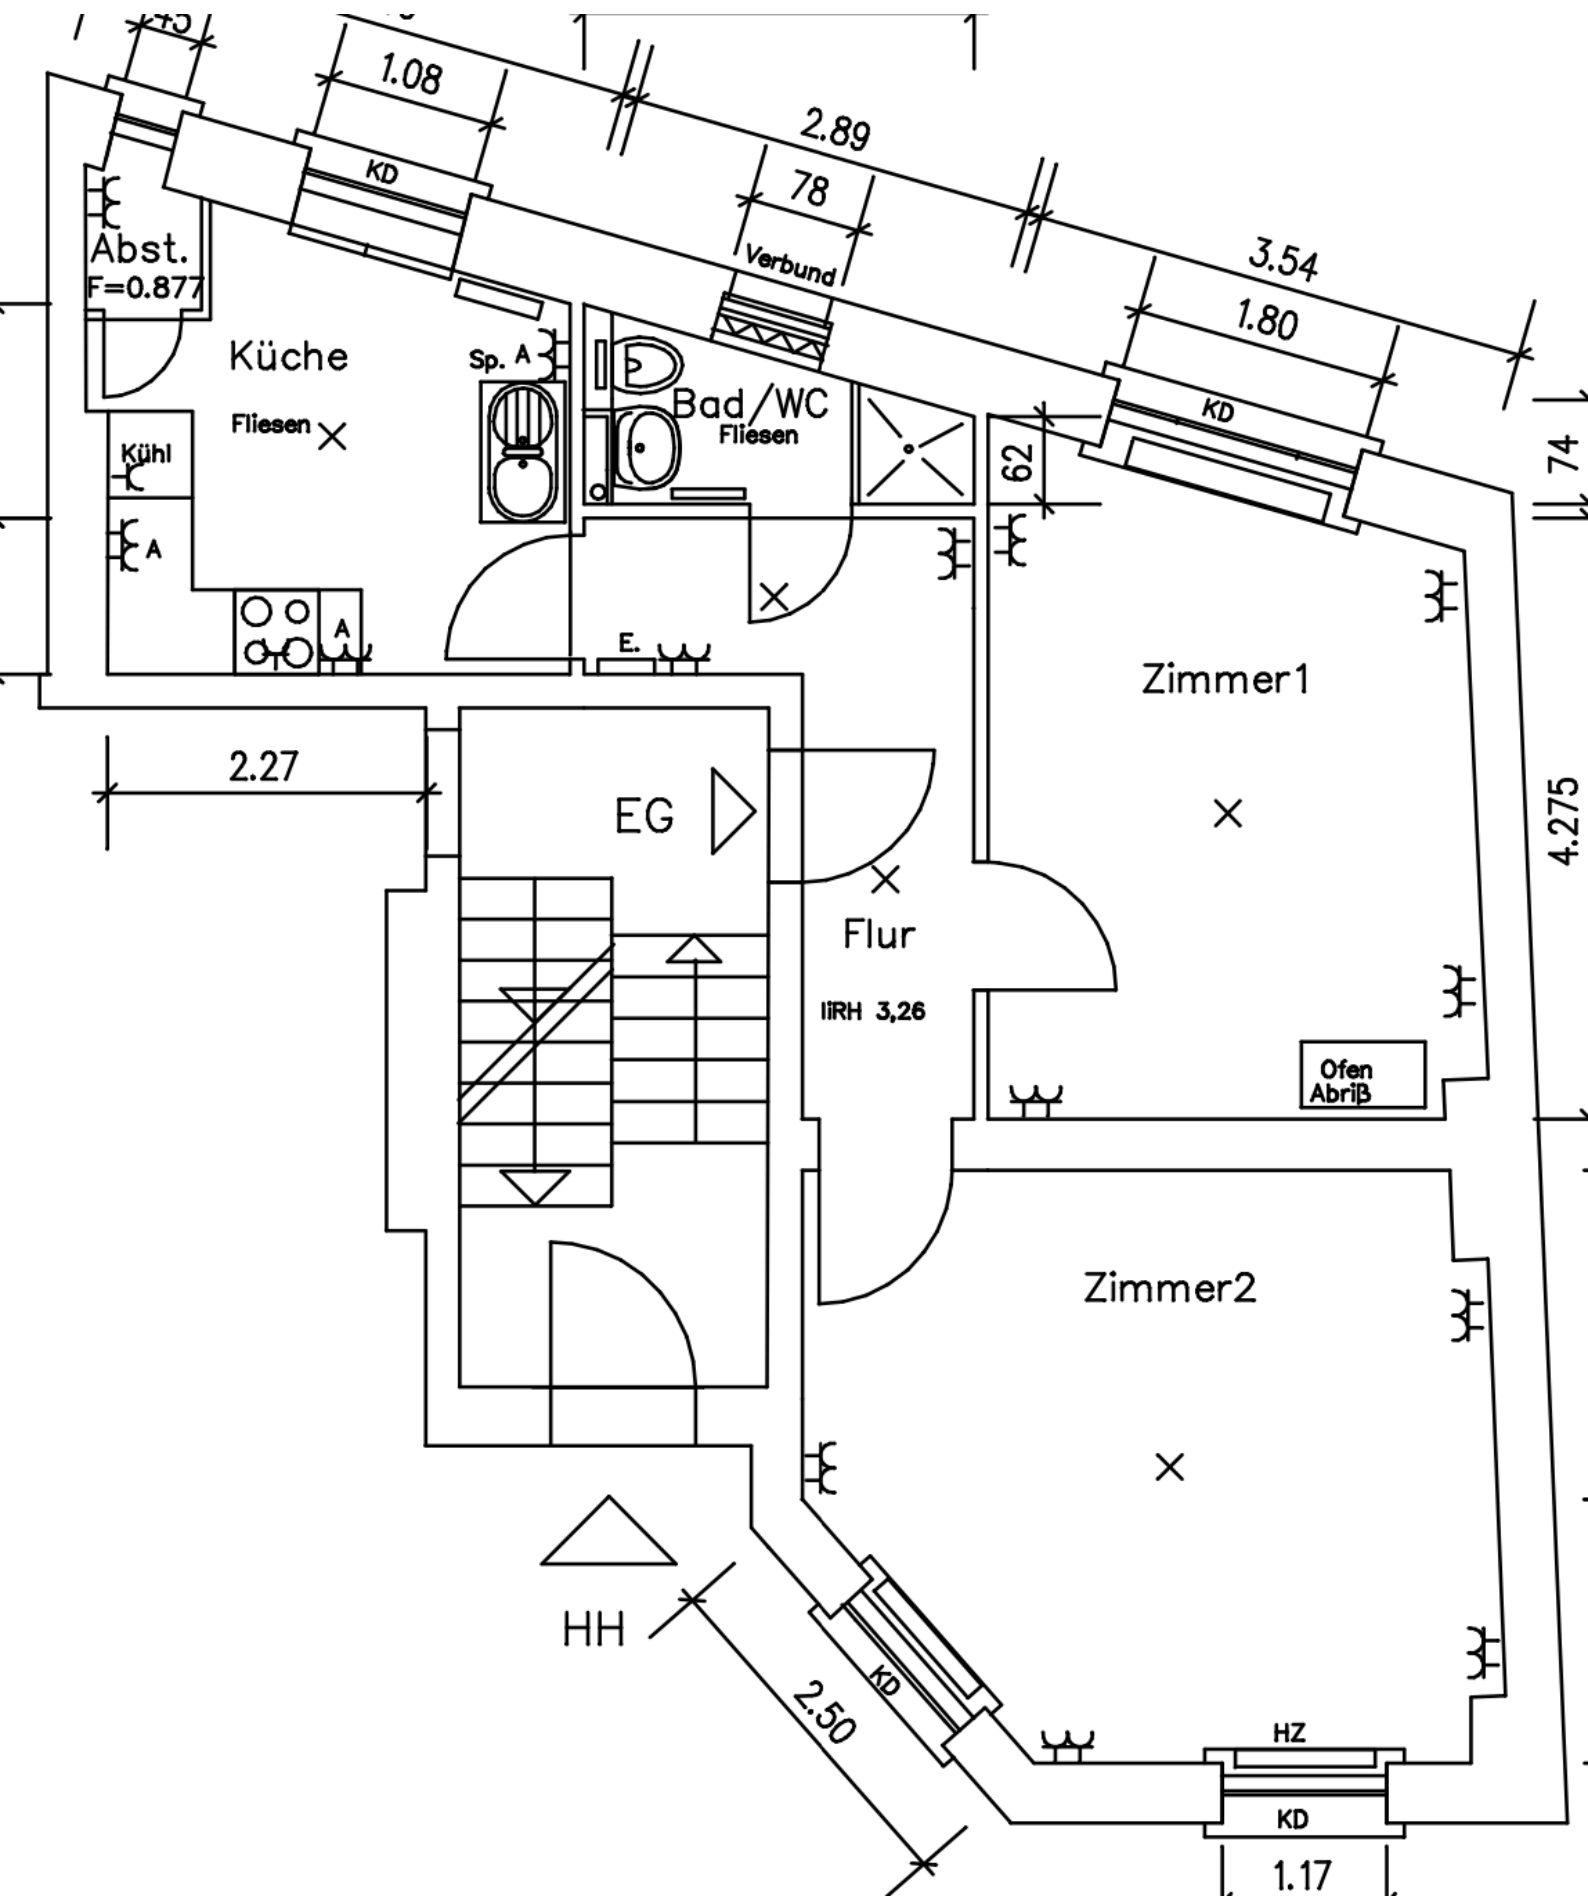 45
1.08
2.89
78
3.54
1.80
KD
Verbund
KD
Abst.
F=0.877
Küche
Fliesen
Sp. A
Bad/WC
Fliesen
62
74
Kühl
A
A
E.
Zimmer1
2.27
EG
4.275
Flur
liRH 3,26
Ofen
Abriß
Zimmer2
HH
KD
2.50
HZ
KD
1.17